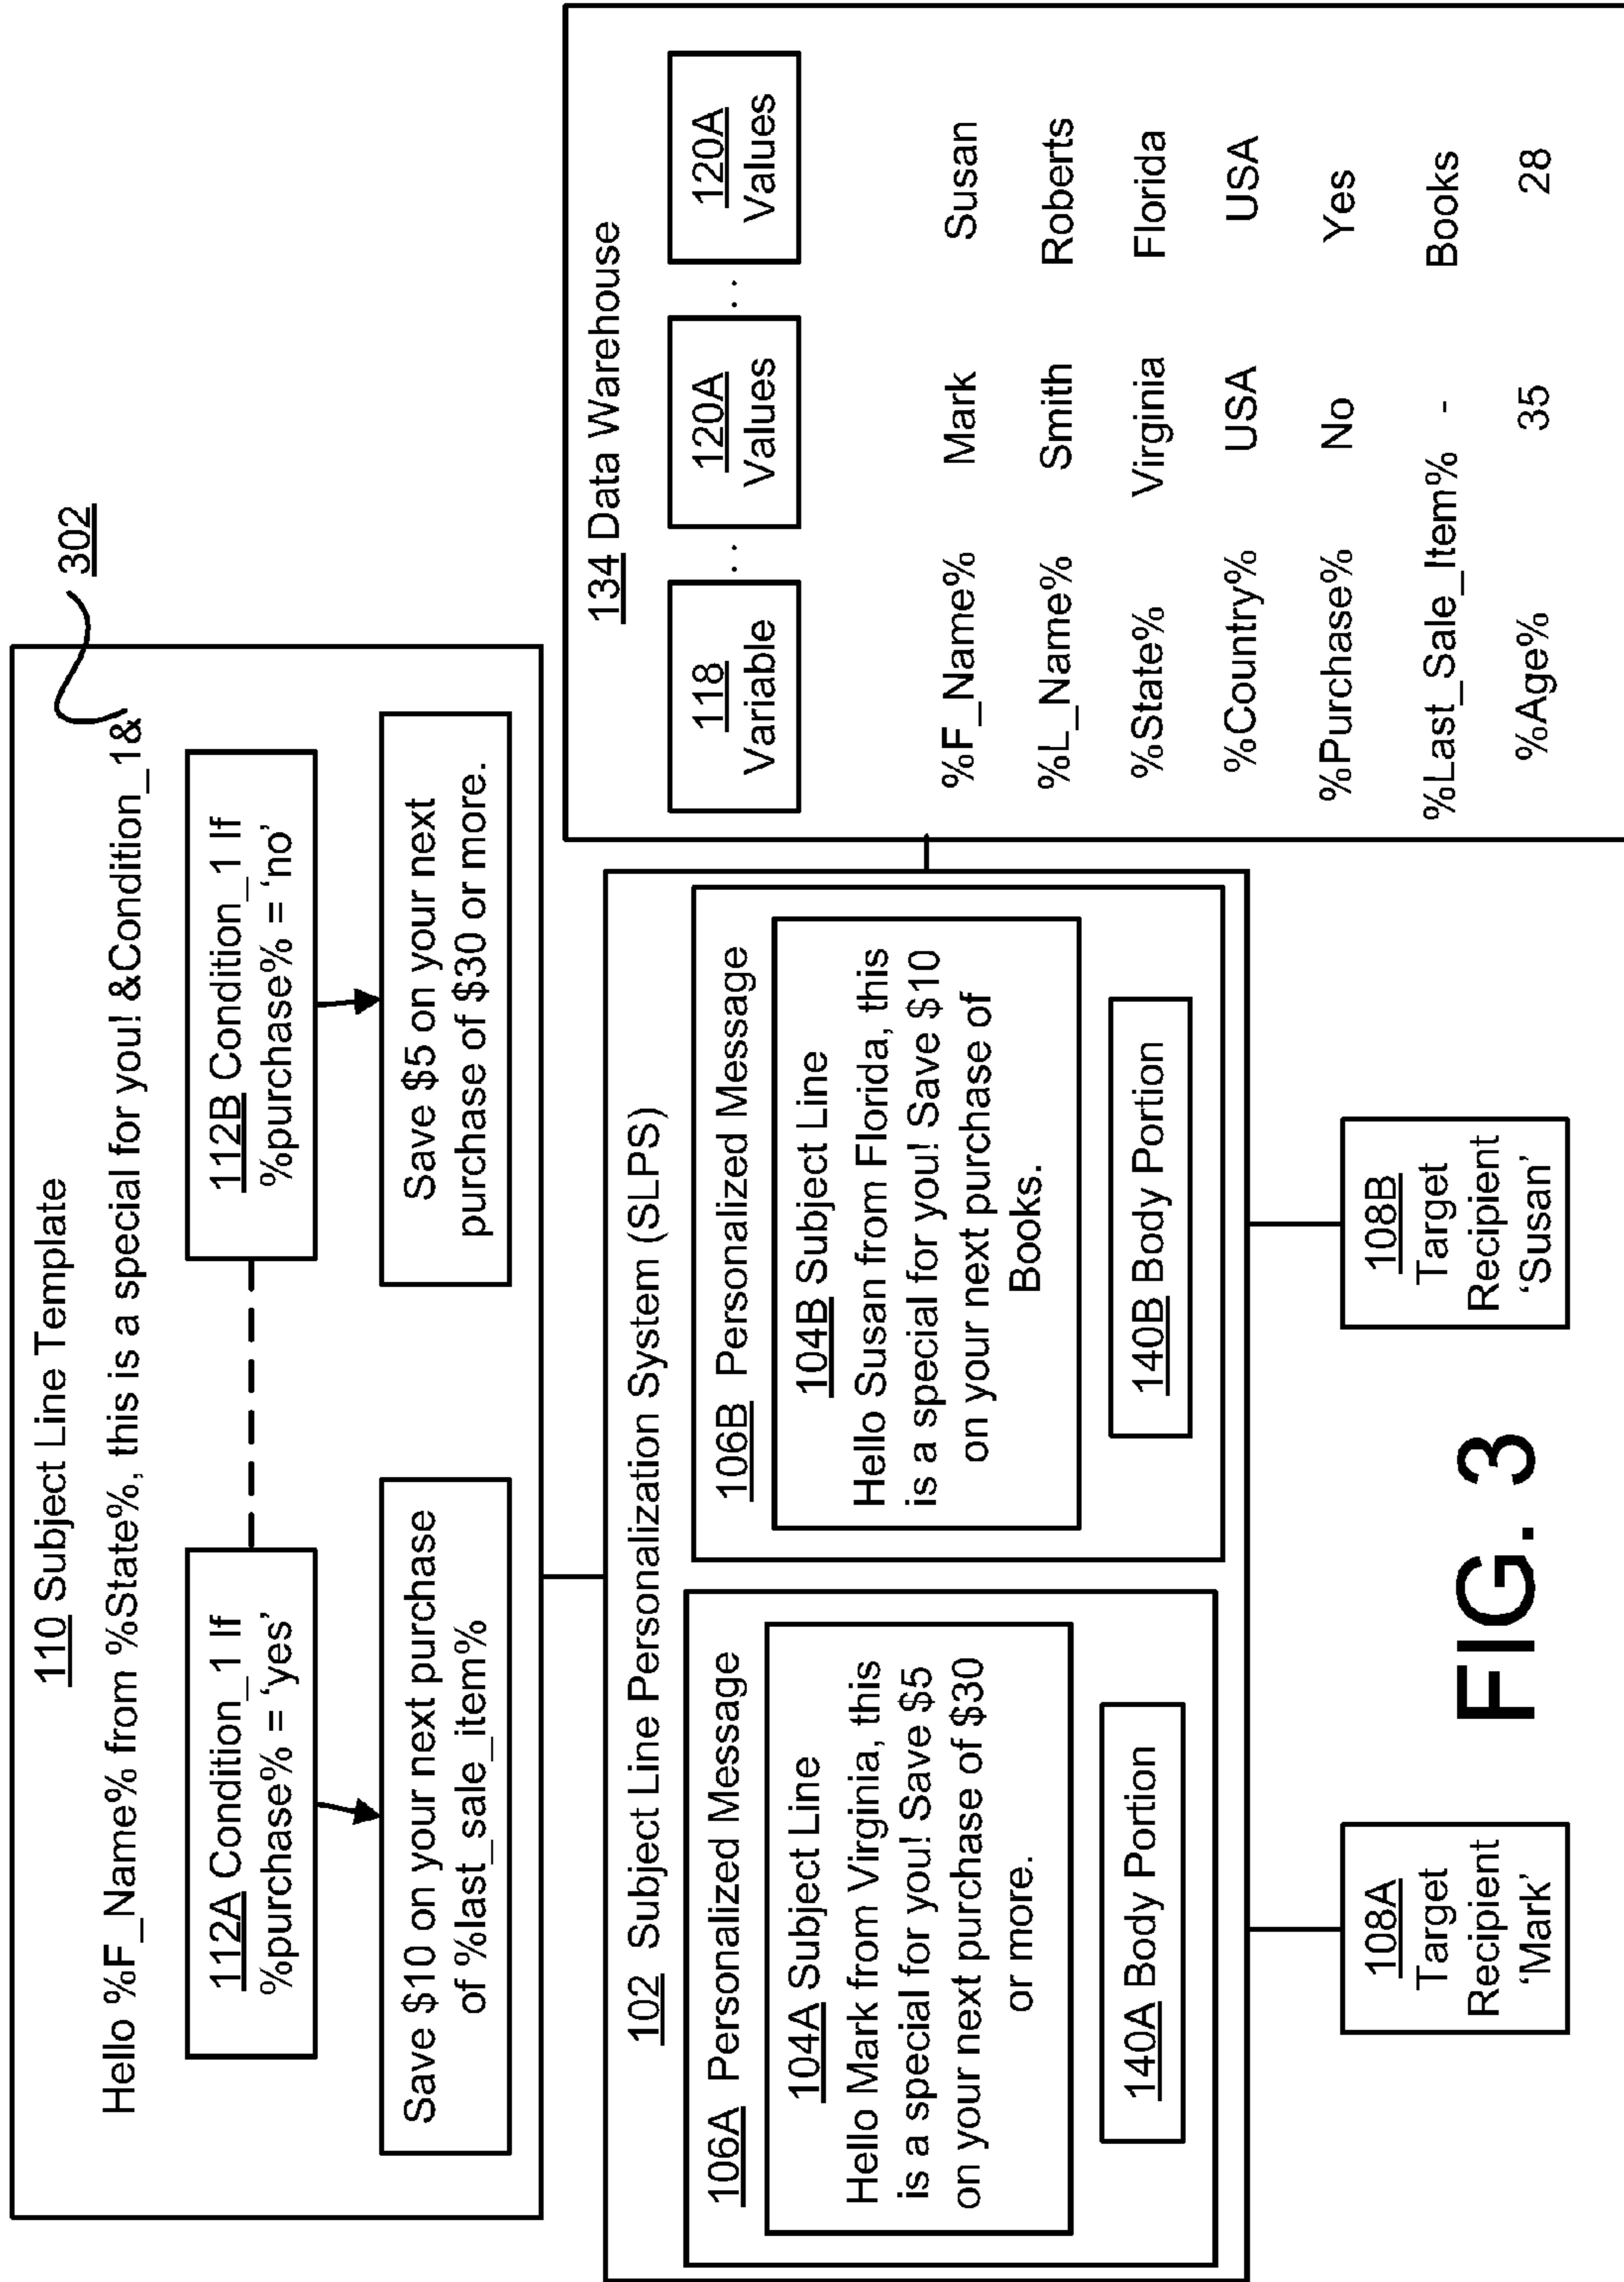 110 Subject Line Template
302
Hello %F_Name% from %State%, this is a special for you! &Condition_1&
112A Condition_1 If
%purchase% = ‘yes’
112B Condition_1 If
%purchase% = ‘no’
Save $10 on your next purchase
of %last_sale_item%
Save $5 on your next
purchase of $30 or more.
102 Subject Line Personalization System (SLPS)
106A Personalized Message
104A Subject Line
Hello Mark from Virginia, this
is a special for you! Save $5
on your next purchase of $30
or more.
140A Body Portion
106B Personalized Message
104B Subject Line
Hello Susan from Florida, this
is a special for you! Save $10
on your next purchase of
Books.
140B Body Portion
134 Data Warehouse
118
Variable
. .
120A
Values
. .
120A
Values
%F_Name% Mark Susan
%L_Name% Smith Roberts
%State% Virginia Florida
%Country% USA USA
%Purchase% No Yes
%Last_Sale_Item% - Books
%Age% 35 28
108A
Target
Recipient
‘Mark’
108B
Target
Recipient
‘Susan’
FIG. 3